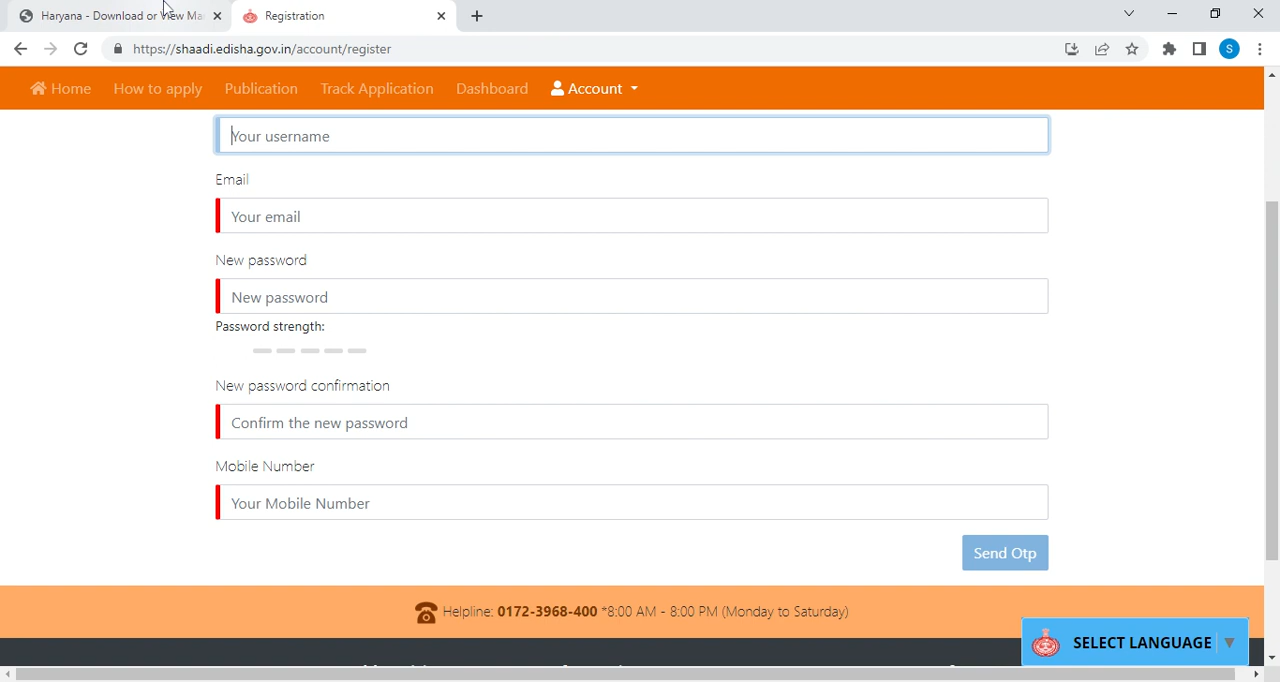 Haryana - Download or View Ma
Registration
https://shaadi.edisha.gov.in/account/register
S
Home How to apply Publication Track Application Dashboard Account
Your username
Email
Your email
New password
New password
Password strength:
New password confirmation
Confirm the new password
Mobile Number
Your Mobile Number
Send Otp
Helpline: 0172-3968-400 *8:00 AM - 8:00 PM (Monday to Saturday)
SELECT LANGUAGE ▼